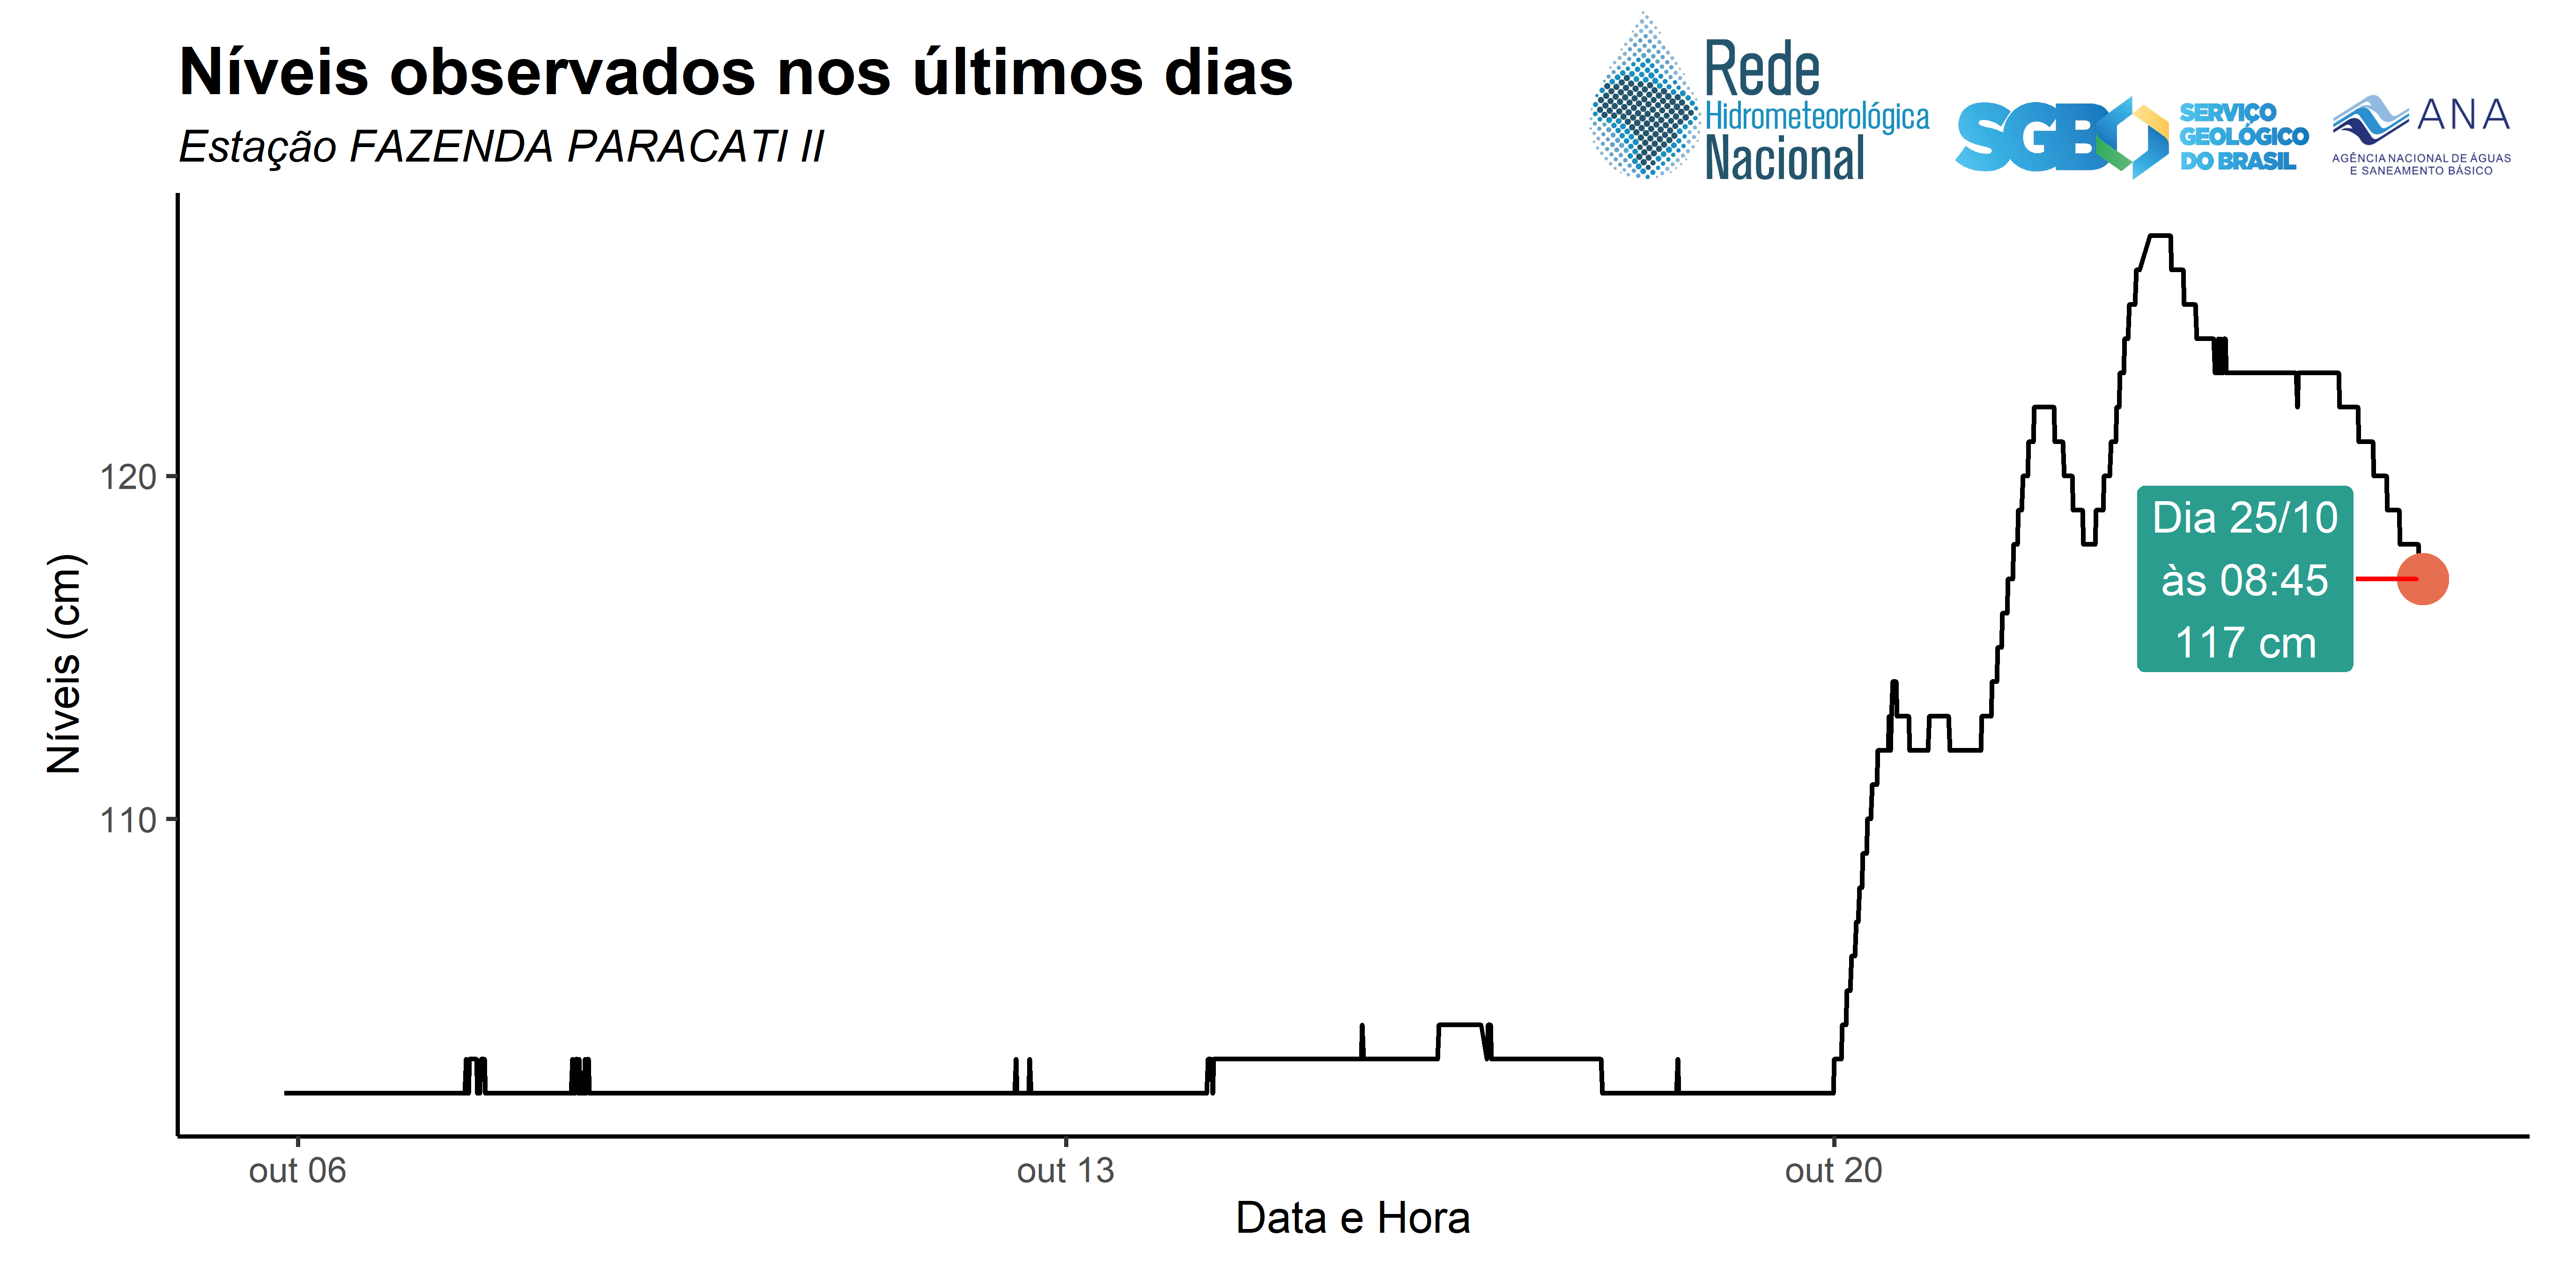 Níveis observados nos últimos dias
Estação FAZENDA PARACATI II
Rede
Hidrometeorológica
Nacional
SGB
SERVIÇO
GEOLÓGICO
DO BRASIL
ANA
AGÊNCIA NACIONAL DE ÁGUAS
E SANEAMENTO BÁSICO
Níveis (cm)
120
110
Dia 25/10
às 08:45
117 cm
out 06
out 13
out 20
Data e Hora